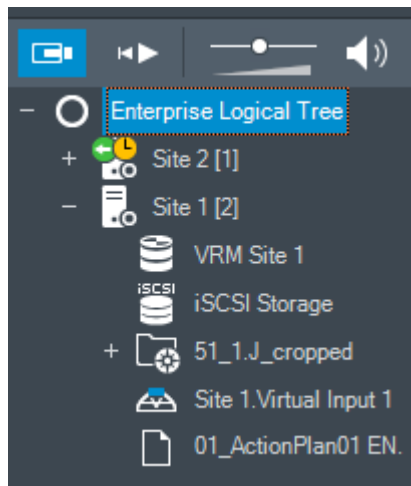 Enterprise Logical Tree
Site 2 [1]
Site 1 [2]
VRM Site 1
iSCSI
iSCSI Storage
51_1.J_cropped
Site 1.Virtual Input 1
01_ActionPlan01 EN.